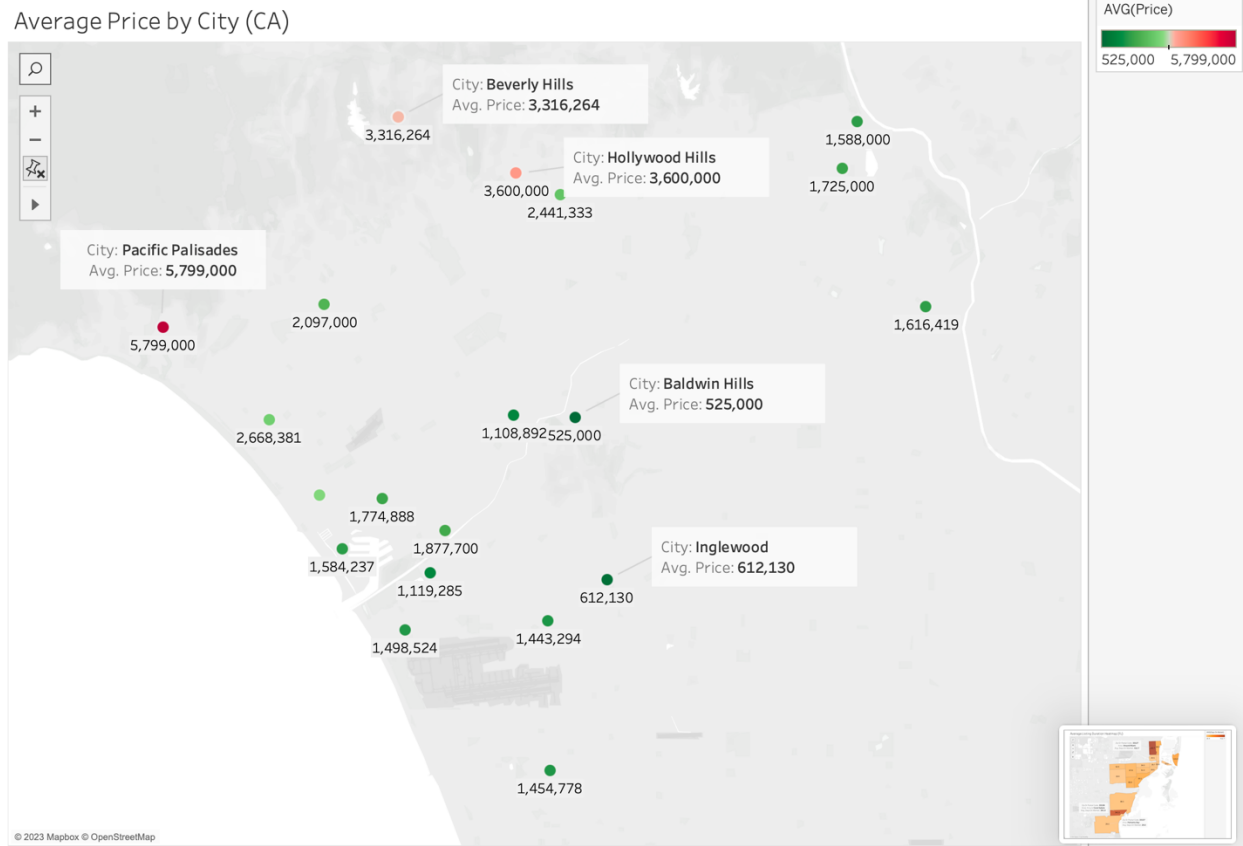 Average Price by City (CA)
AVG(Price)
525,000 5,799,000
City: Beverly Hills
Avg. Price: 3,316,264
3,316,264
1,588,000
City: Hollywood Hills
Avg. Price: 3,600,000
3,600,000
1,725,000
2,441,333
City: Pacific Palisades
Avg. Price: 5,799,000
2,097,000
1,616,419
5,799,000
City: Baldwin Hills
Avg. Price: 525,000
2,668,381
1,108,892
525,000
1,774,888
1,877,700
City: Inglewood
Avg. Price: 612,130
1,584,237
1,119,285
612,130
1,443,294
1,498,524
1,454,778
© 2023 Mapbox © OpenStreetMap